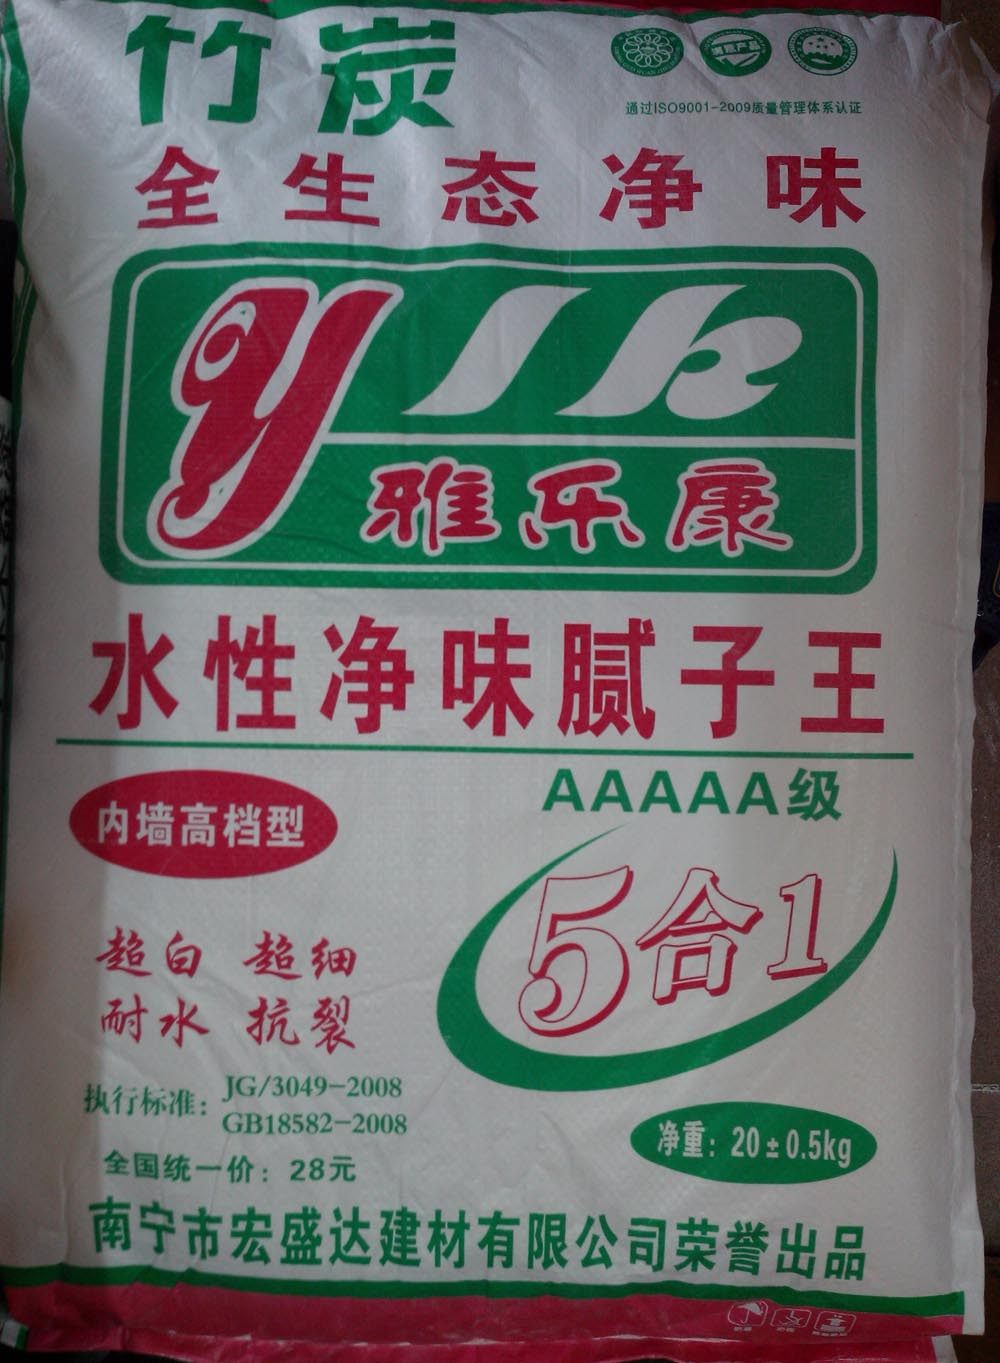 竹炭
满意产品
通过ISO9001-2009质量管理体系认证
全生态净味
ylk
雅乐康
水性净味腻子王
AAAAA级
内墙高档型
5合1
超白 超细
耐水 抗裂
执行标准: JG/3049-2008
GB18582-2008
净重: 20±0.5kg
全国统一价: 28元
南宁市宏盛达建材有限公司荣誉出品